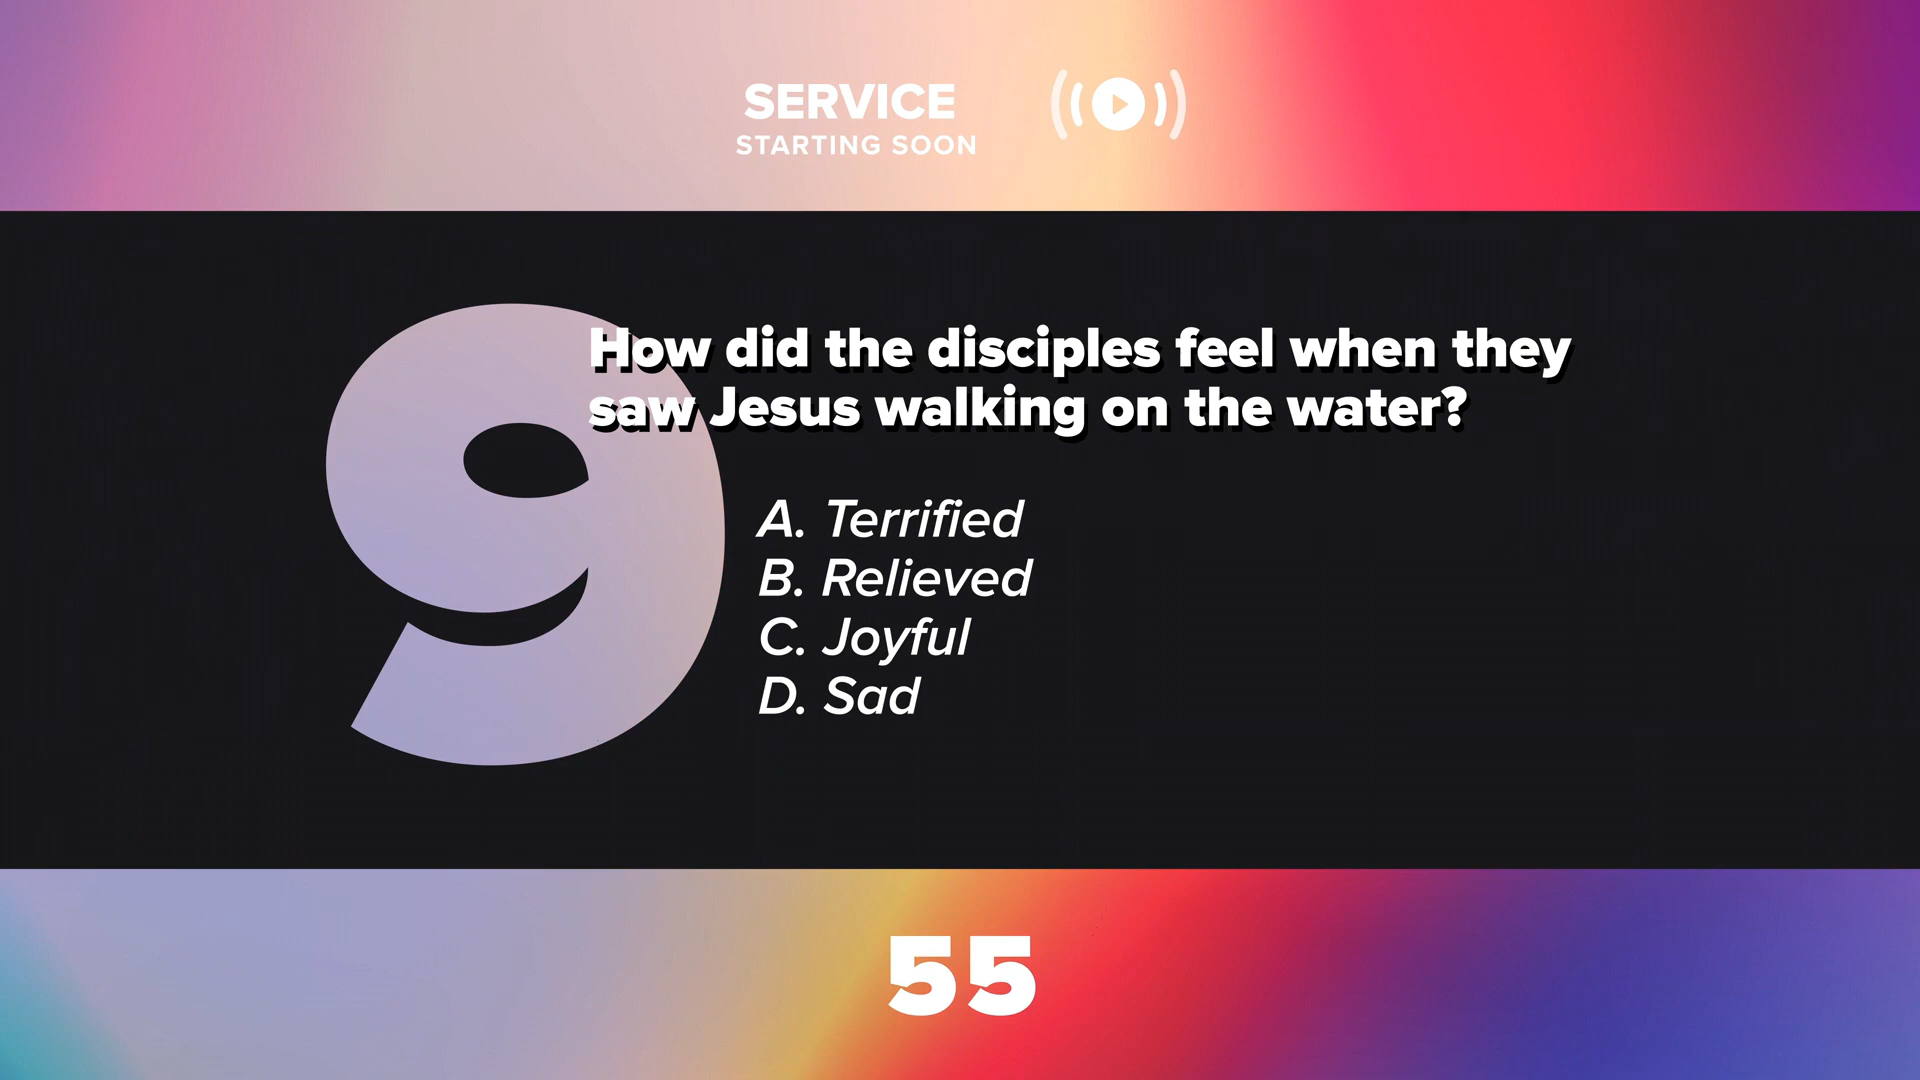 SERVICE
STARTING SOON
9
How did the disciples feel when they
saw Jesus walking on the water?
A. Terrified
B. Relieved
C. Joyful
D. Sad
55